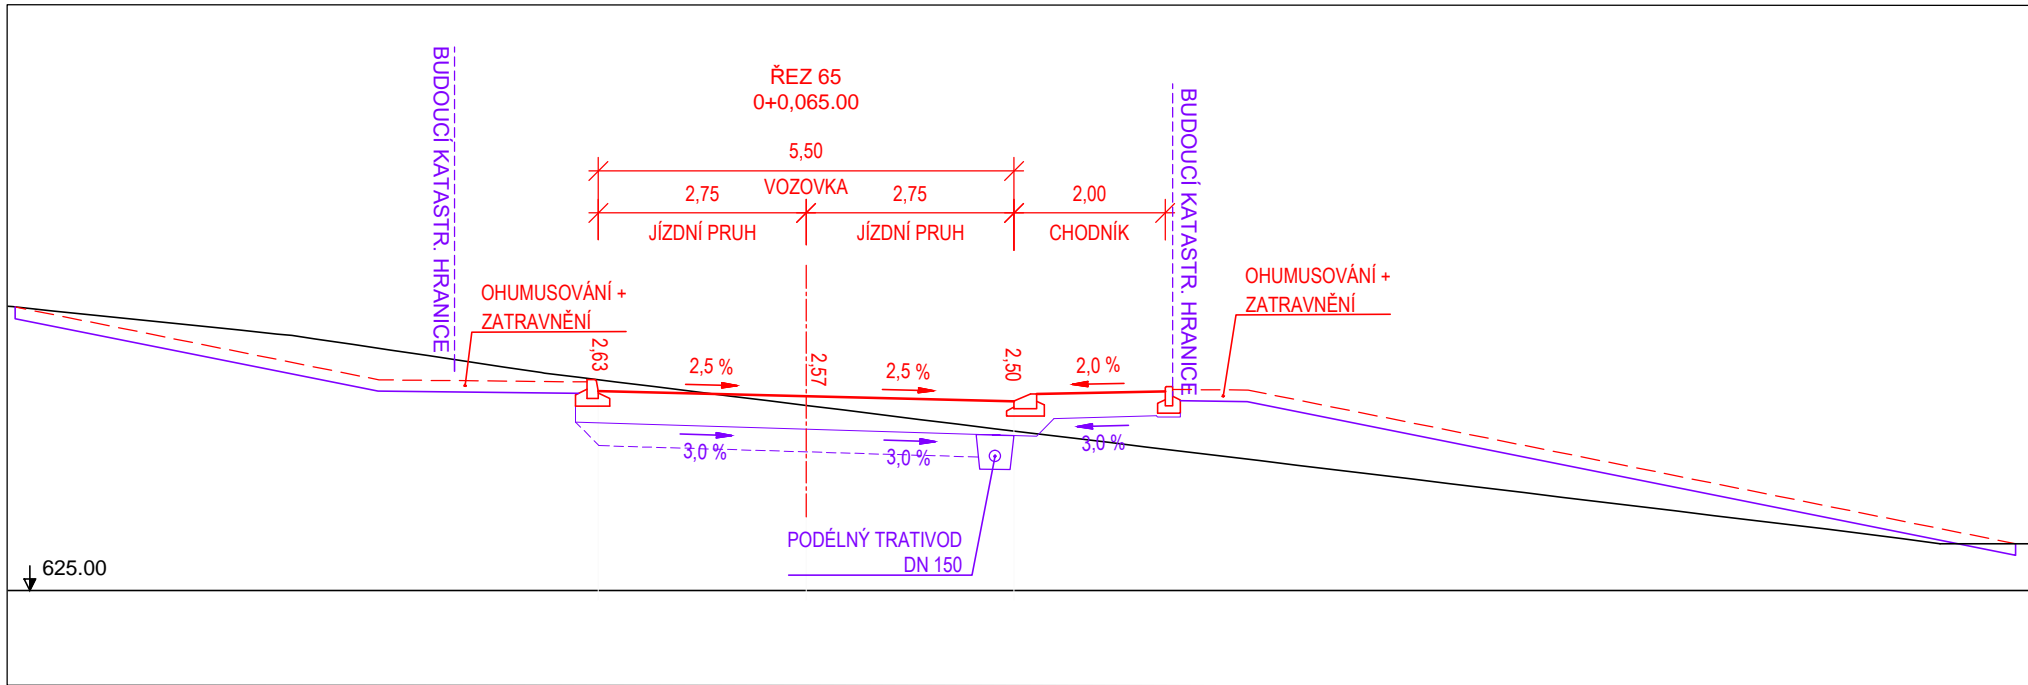 BUDOUCÍ KATASTR. HRANICE
ŘEZ 65
0+0,065.00
BUDOUCÍ KATASTR. HRANICE
5,50
VOZOVKA
2,75
2,75
2,00
JÍZDNÍ PRUH
JÍZDNÍ PRUH
CHODNÍK
OHUMUSOVÁNÍ +
ZATRAVNĚNÍ
OHUMUSOVÁNÍ +
ZATRAVNĚNÍ
2,63
2,5 %
2,57
2,5 %
2,50
2,0 %
3,0 %
3,0 %
3,0 %
PODÉLNÝ TRATIVOD
DN 150
625.00